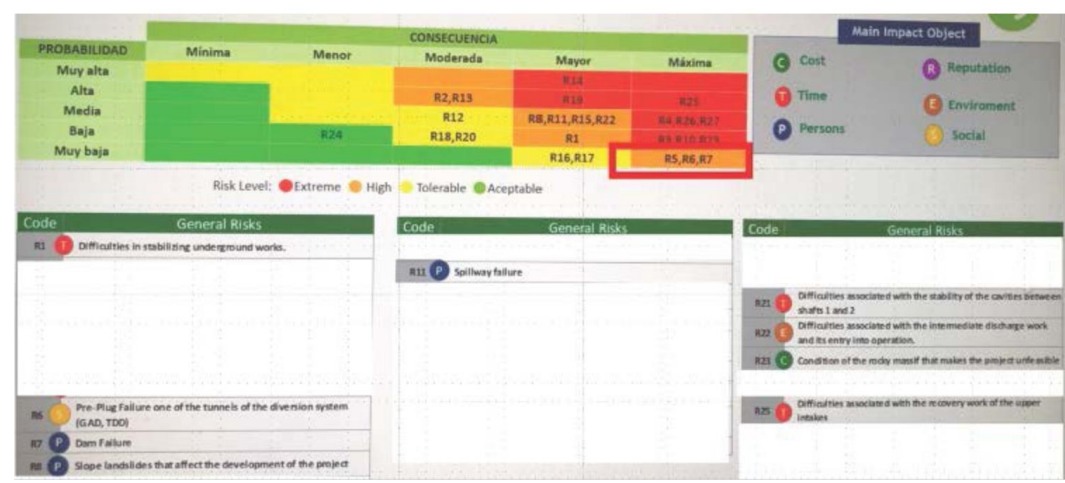 CONSECUENCIA
PROBABILIDAD Mínima Menor Moderada Mayor Máxima
Muy alta R14
Alta R2,R13 R19 R25
Media R12 R8,R11,R15,R22 R4,R26,R27
Baja R24 R18,R20 R1
Muy baja R16,R17 R5,R6,R7
Risk Level: Extreme High Tolerable Aceptable
Main Impact Object
C Cost
R Reputation
T Time
E Enviroment
P Persons
S Social
Code General Risks
R1 T Difficulties in stabilizing underground works.
R6 S Pre-Plug Failure one of the tunnels of the diversion system
(GAD, TDD)
R7 P Dam Failure
R8 P Slope landslides that affect the development of the project
Code General Risks
R11 P Spillway failure
Code General Risks
R21 T Difficulties associated with the stability of the cavities between
shafts 1 and 2
R22 E Difficulties associated with the intermediate discharge work
and its entry into operation.
R23 C Condition of the rocky massif that makes the project unfeasible
R25 T Difficulties associated with the recovery work of the upper
intakes